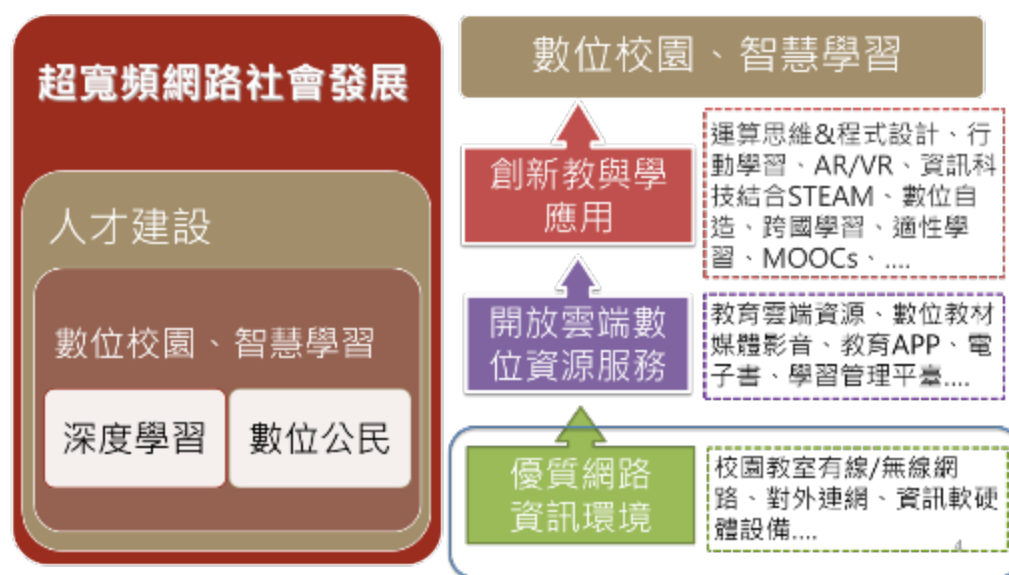 超寬頻網路社會發展
人才建設
數位校園、智慧學習
深度學習
數位公民
數位校園、智慧學習
創新教與學
應用
運算思維&程式設計、行
動學習、AR/VR、資訊科
技結合STEAM、數位自
造、跨國學習、適性學
習、MOOCs、....
開放雲端數
位資源服務
教育雲端資源、數位教材
媒體影音、教育APP、電
子書、學習管理平臺....
優質網路
資訊環境
校園教室有線/無線網
路、對外連網、資訊軟硬
體設備....
4